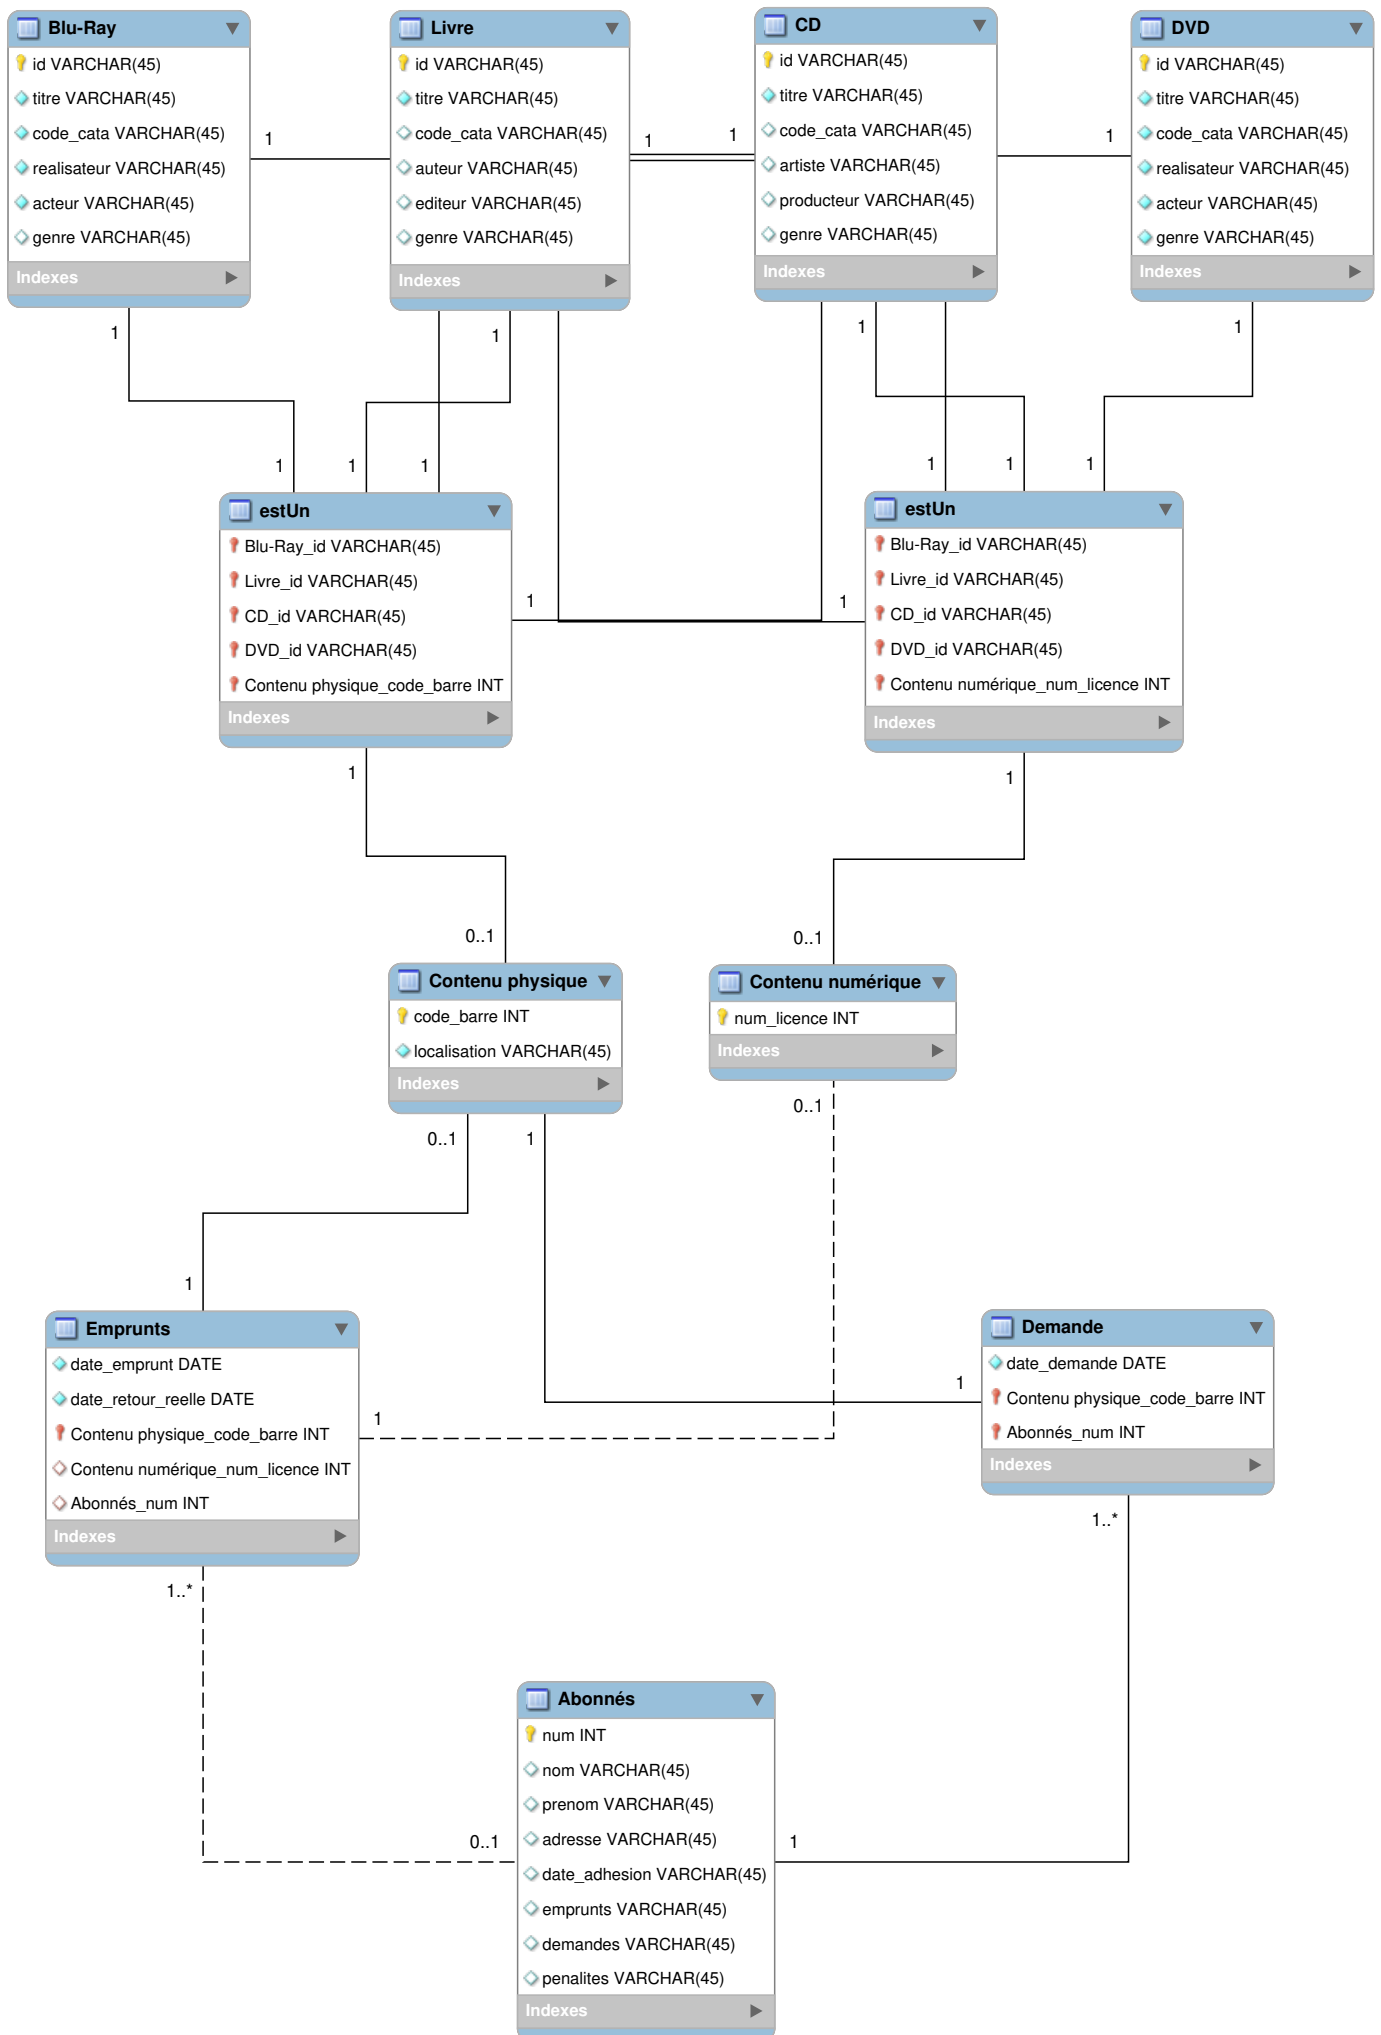 Blu-Ray
id VARCHAR(45)
titre VARCHAR(45)
code_cata VARCHAR(45)
realisateur VARCHAR(45)
acteur VARCHAR(45)
genre VARCHAR(45)
Indexes
Livre
id VARCHAR(45)
titre VARCHAR(45)
code_cata VARCHAR(45)
auteur VARCHAR(45)
editeur VARCHAR(45)
genre VARCHAR(45)
Indexes
CD
id VARCHAR(45)
titre VARCHAR(45)
code_cata VARCHAR(45)
artiste VARCHAR(45)
producteur VARCHAR(45)
genre VARCHAR(45)
Indexes
DVD
id VARCHAR(45)
titre VARCHAR(45)
code_cata VARCHAR(45)
realisateur VARCHAR(45)
acteur VARCHAR(45)
genre VARCHAR(45)
Indexes
1
1
1
1
1
1
1
1
1
1
1
1
1
1
estUn
Blu-Ray_id VARCHAR(45)
Livre_id VARCHAR(45)
CD_id VARCHAR(45)
DVD_id VARCHAR(45)
Contenu physique_code_barre INT
Indexes
1
1
estUn
Blu-Ray_id VARCHAR(45)
Livre_id VARCHAR(45)
CD_id VARCHAR(45)
DVD_id VARCHAR(45)
Contenu numérique_num_licence INT
Indexes
1
1
0..1
0..1
Contenu physique
code_barre INT
localisation VARCHAR(45)
Indexes
Contenu numérique
num_licence INT
Indexes
0..1
0..1
1
1
Emprunts
date_emprunt DATE
date_retour_reelle DATE
Contenu physique_code_barre INT
Contenu numérique_num_licence INT
Abonnés_num INT
Indexes
1
1
Demande
date_demande DATE
Contenu physique_code_barre INT
Abonnés_num INT
Indexes
1..*
1..*
Abonnés
num INT
nom VARCHAR(45)
prenom VARCHAR(45)
adresse VARCHAR(45)
date_adhesion VARCHAR(45)
emprunts VARCHAR(45)
demandes VARCHAR(45)
penalites VARCHAR(45)
Indexes
0..1
1